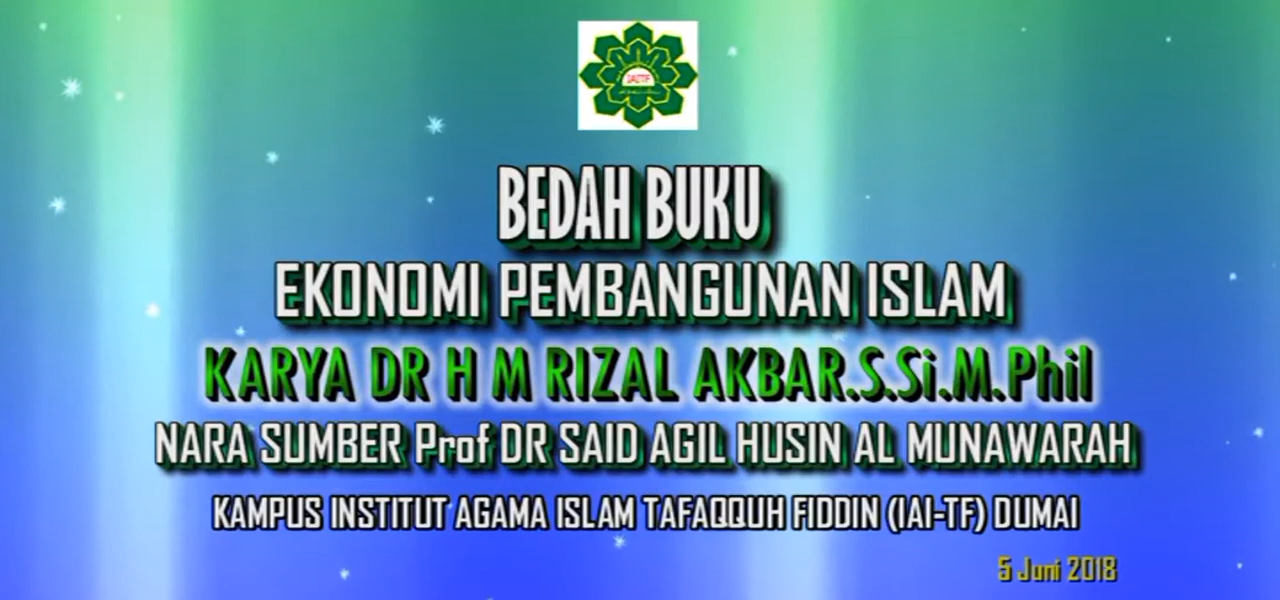 BEDAH BUKU
EKONOMI PEMBANGUNAN ISLAM
KARYA DR H M RIZAL AKBAR.S.Si.M.Phil
NARA SUMBER Prof DR SAID AGIL HUSIN AL MUNAWARAH
KAMPUS INSTITUT AGAMA ISLAM TAFAQQUH FIDDIN (IAI-TF) DUMAI
5 Juni 2018